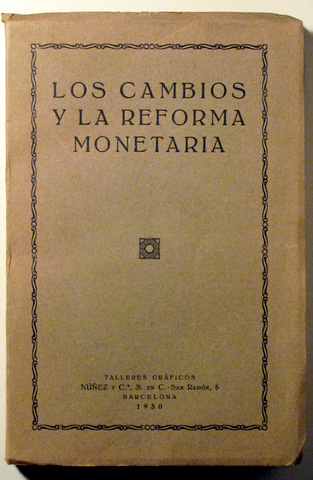 LOS CAMBIOS
Y LA REFORMA
MONETARIA
TALLERES GRÁFICOS
NÚÑEZ Y C.ª, S. EN C.-SAN RAMÓN, 6
BARCELONA
1930